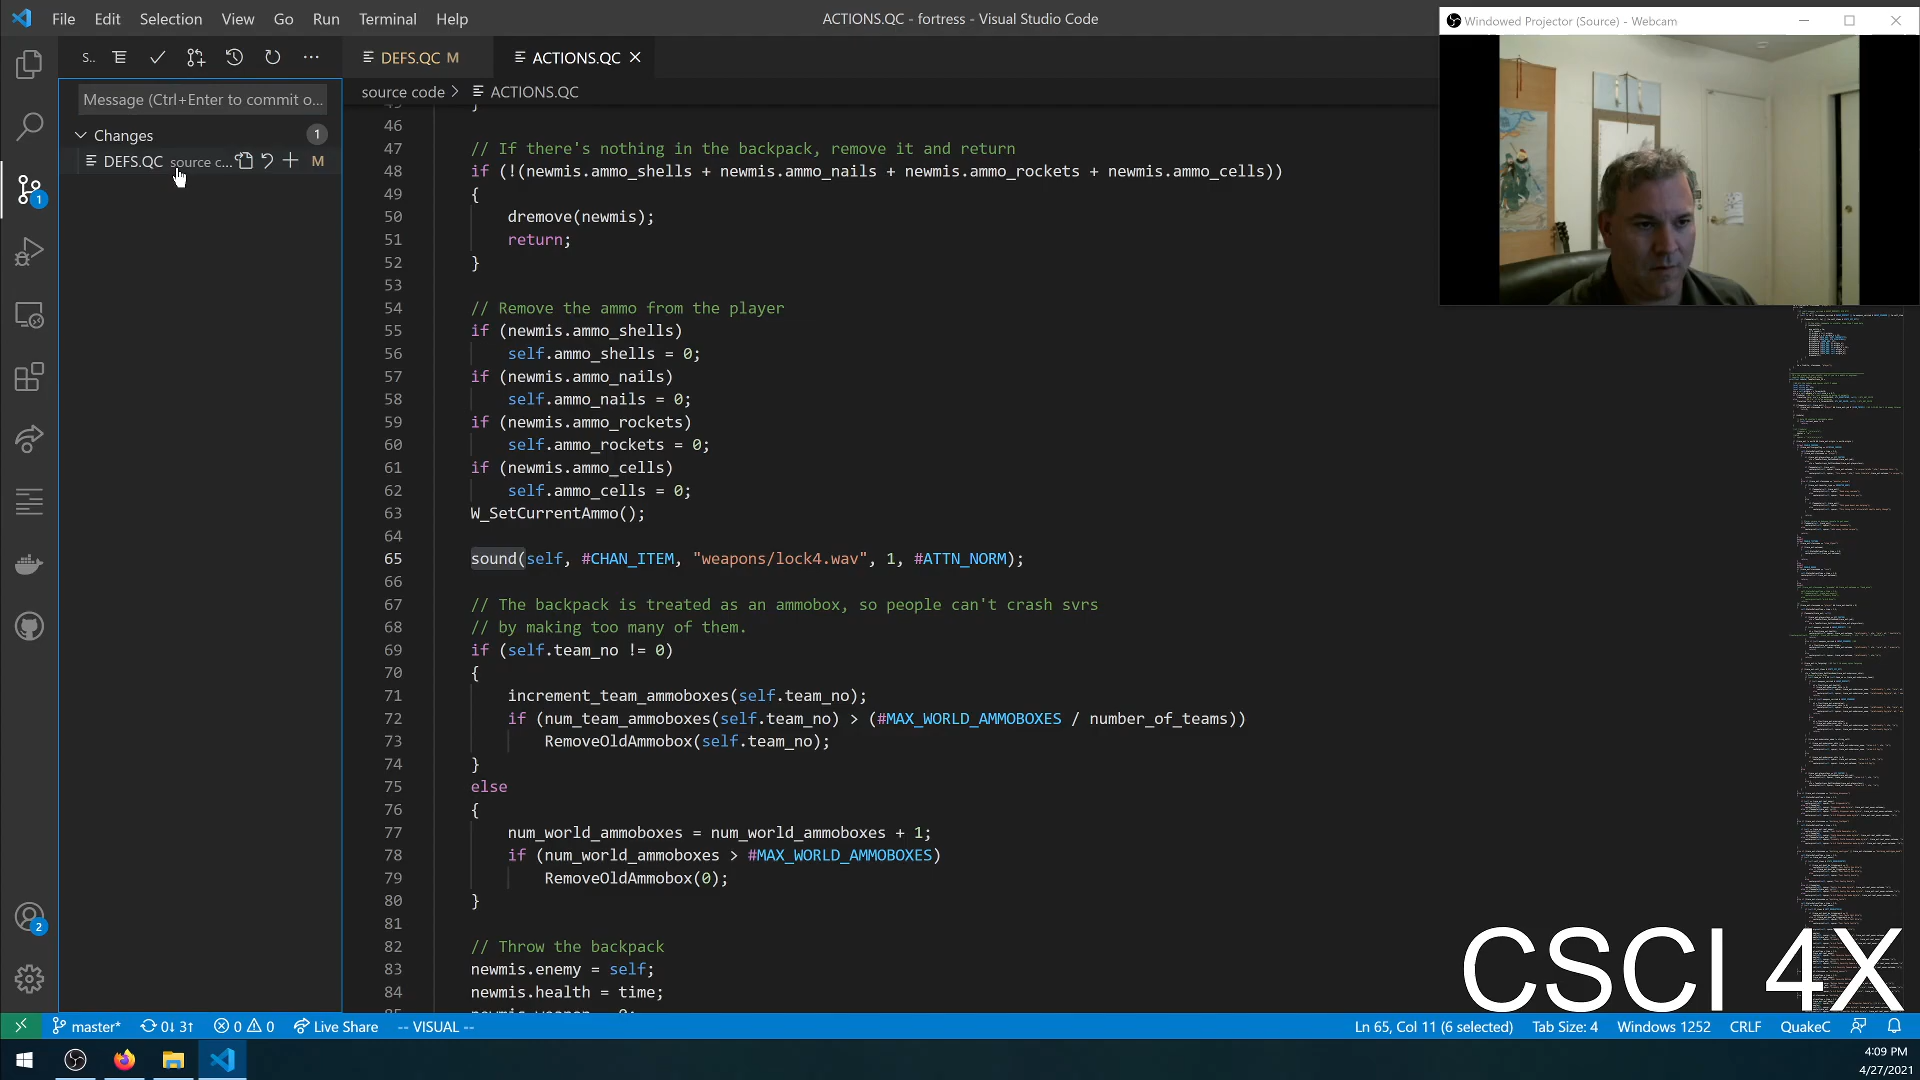 File Edit Selection View Go Run Terminal Help
ACTIONS.QC - fortress - Visual Studio Code
Windowed Projector (Source) - Webcam
S..
DEFS.QC M
ACTIONS.QC
Message (Ctrl+Enter to commit o...
source code > ACTIONS.QC
Changes 1
DEFS.QC source c... M
46
47 // If there's nothing in the backpack, remove it and return
48 if (!(newmis.ammo_shells + newmis.ammo_nails + newmis.ammo_rockets + newmis.ammo_cells))
49 {
50 dremove(newmis);
51 return;
52 }
53
54 // Remove the ammo from the player
55 if (newmis.ammo_shells)
56 self.ammo_shells = 0;
57 if (newmis.ammo_nails)
58 self.ammo_nails = 0;
59 if (newmis.ammo_rockets)
60 self.ammo_rockets = 0;
61 if (newmis.ammo_cells)
62 self.ammo_cells = 0;
63 W_SetCurrentAmmo();
64
65 sound(self, #CHAN_ITEM, "weapons/lock4.wav", 1, #ATTN_NORM);
66
67 // The backpack is treated as an ammobox, so people can't crash svrs
68 // by making too many of them.
69 if (self.team_no != 0)
70 {
71 increment_team_ammoboxes(self.team_no);
72 if (num_team_ammoboxes(self.team_no) > (#MAX_WORLD_AMMOBOXES / number_of_teams))
73 RemoveOldAmmobox(self.team_no);
74 }
75 else
76 {
77 num_world_ammoboxes = num_world_ammoboxes + 1;
78 if (num_world_ammoboxes > #MAX_WORLD_AMMOBOXES)
79 RemoveOldAmmobox(0);
80 }
81
82 // Throw the backpack
83 newmis.enemy = self;
84 newmis.health = time;
1
2
CSCI 4X
master* 0↓ 3↑ 0 0 Live Share -- VISUAL --
Ln 65, Col 11 (6 selected) Tab Size: 4 Windows 1252 CRLF QuakeC
4:09 PM
4/27/2021